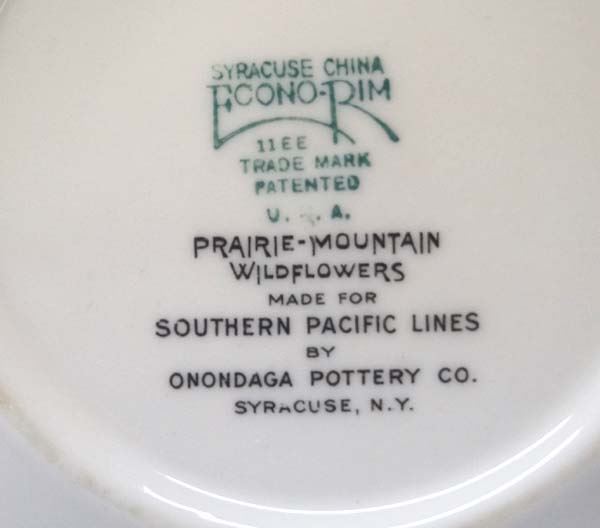 SYRACUSE CHINA
ECONO-RIM
11EE
TRADE MARK
PATENTED
U. . A.
PRAIRIE-MOUNTAIN
WILDFLOWERS
MADE FOR
SOUTHERN PACIFIC LINES
BY
ONONDAGA POTTERY CO.
SYRACUSE, N.Y.